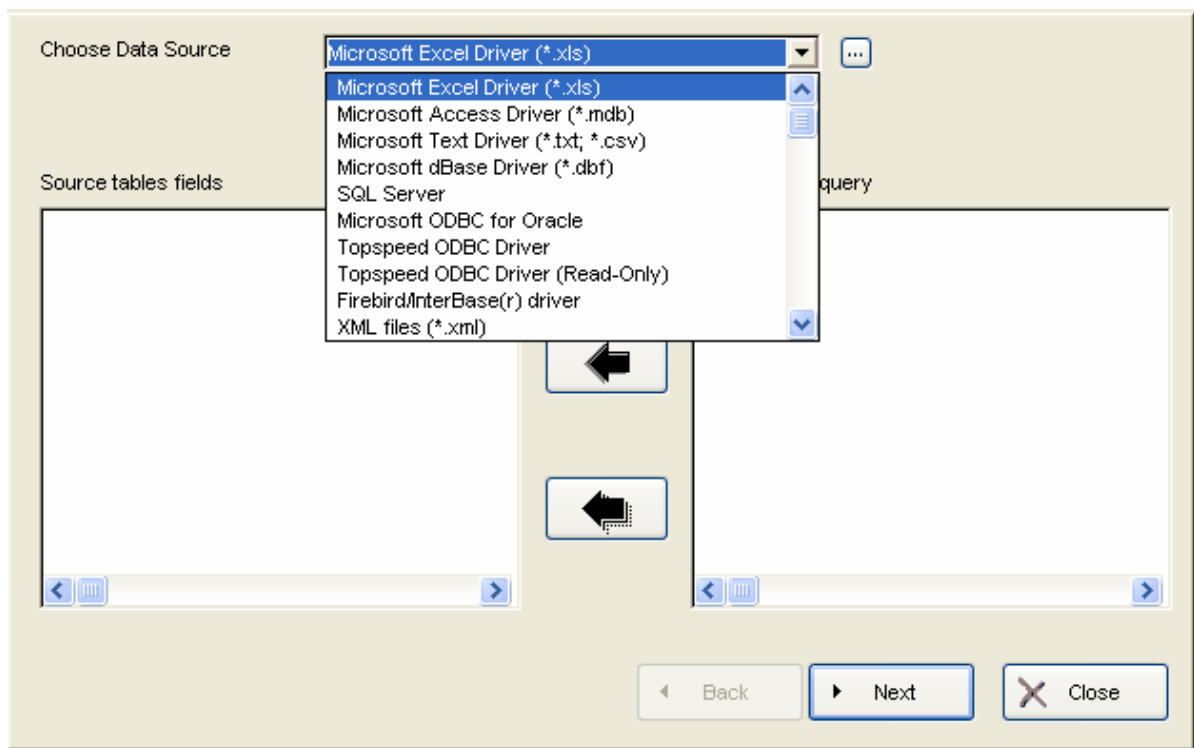 Choose Data Source
Microsoft Excel Driver (*.xls)
...
Microsoft Excel Driver (*.xls)
Microsoft Access Driver (*.mdb)
Microsoft Text Driver (*.txt; *.csv)
Microsoft dBase Driver (*.dbf)
SQL Server
Microsoft ODBC for Oracle
Topspeed ODBC Driver
Topspeed ODBC Driver (Read-Only)
Firebird/InterBase(r) driver
XML files (*.xml)
Source tables fields
query
Back
Next
Close